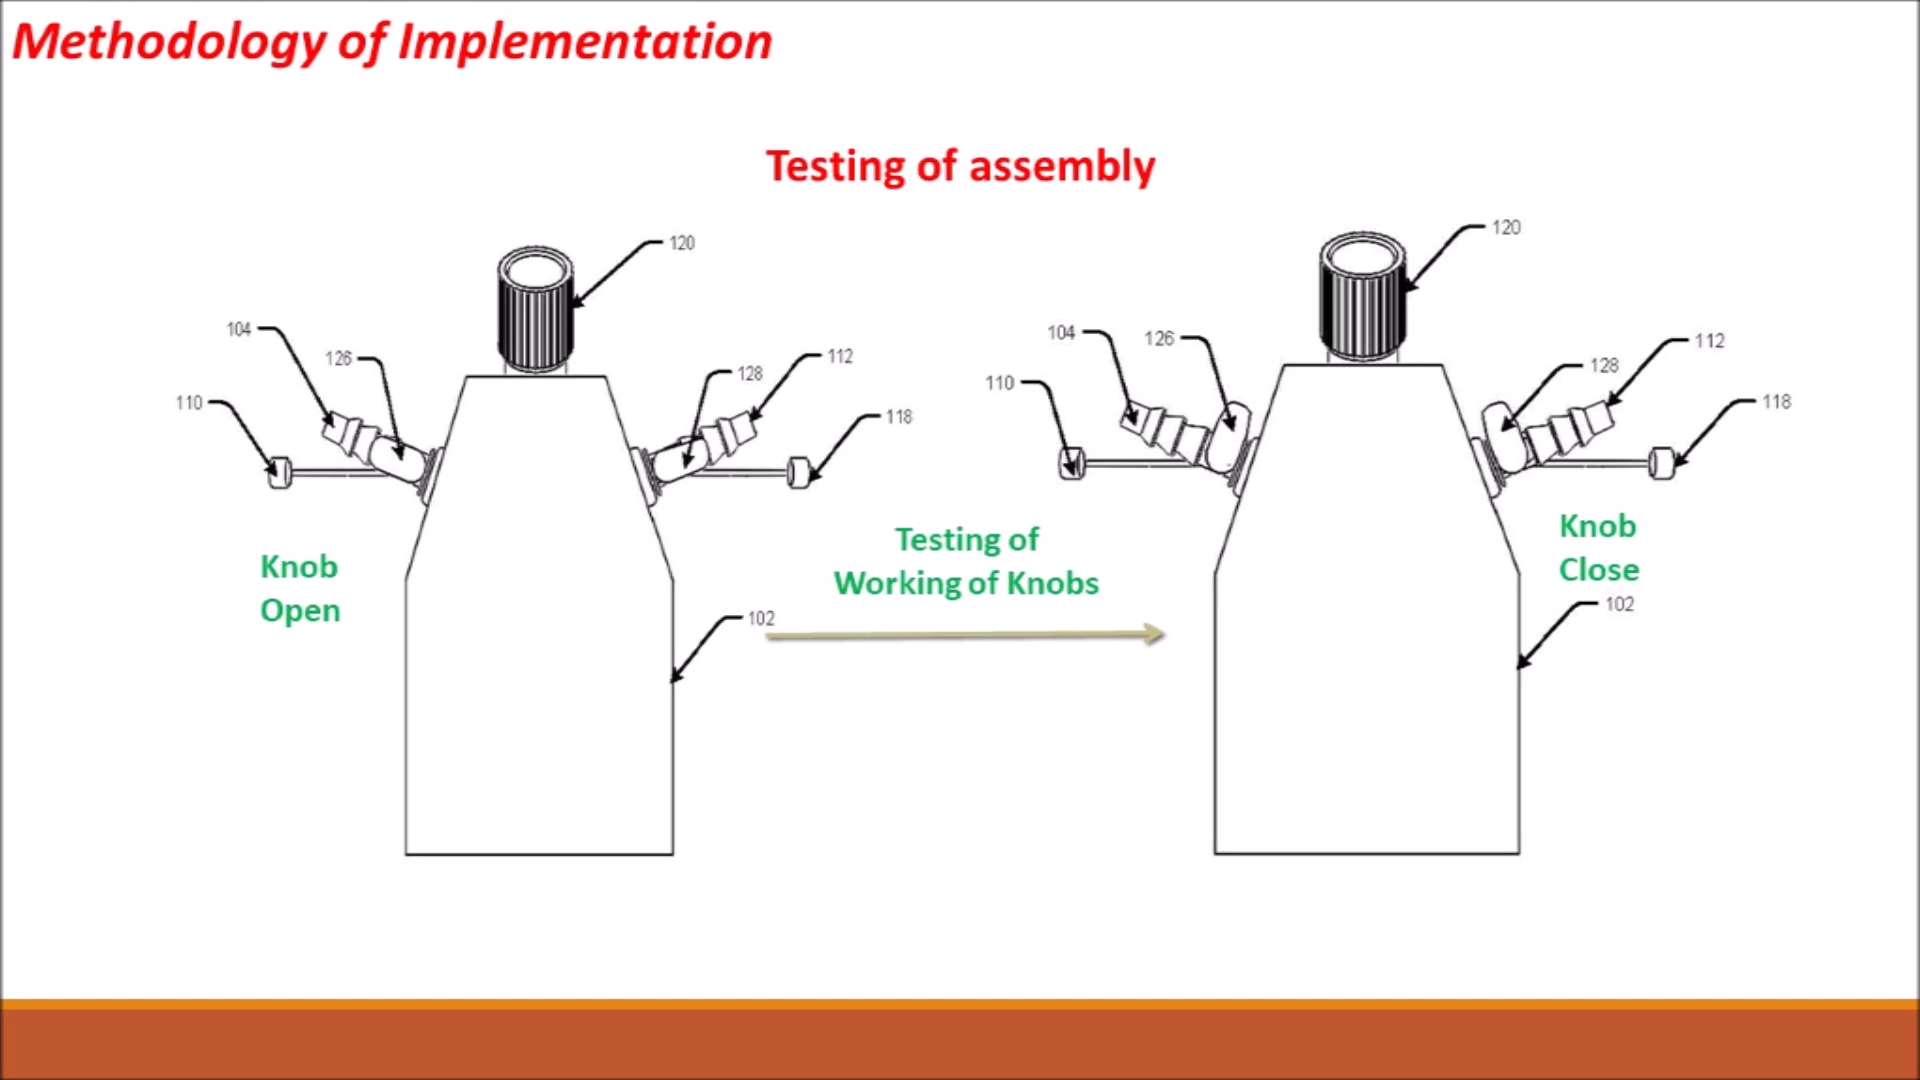 Methodology of Implementation
Testing of assembly
120
104
126
128
112
110
118
Knob
Open
102
Testing of
Working of Knobs
120
104
126
112
128
110
118
Knob
Close
102